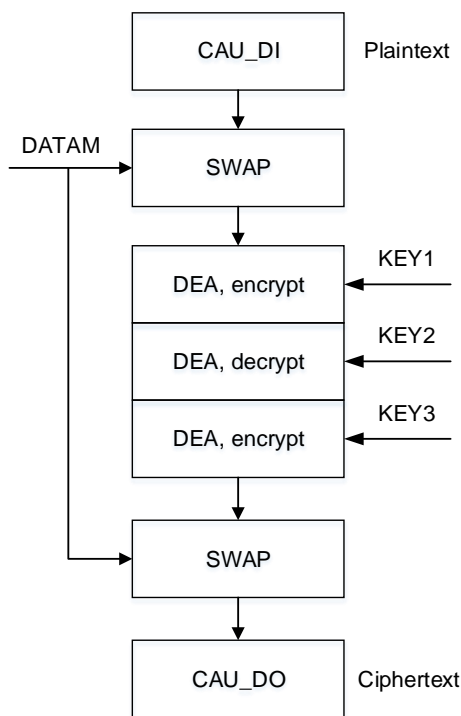 CAU_DI
Plaintext
DATAM
SWAP
KEY1
DEA, encrypt
KEY2
DEA, decrypt
KEY3
DEA, encrypt
SWAP
CAU_DO
Ciphertext